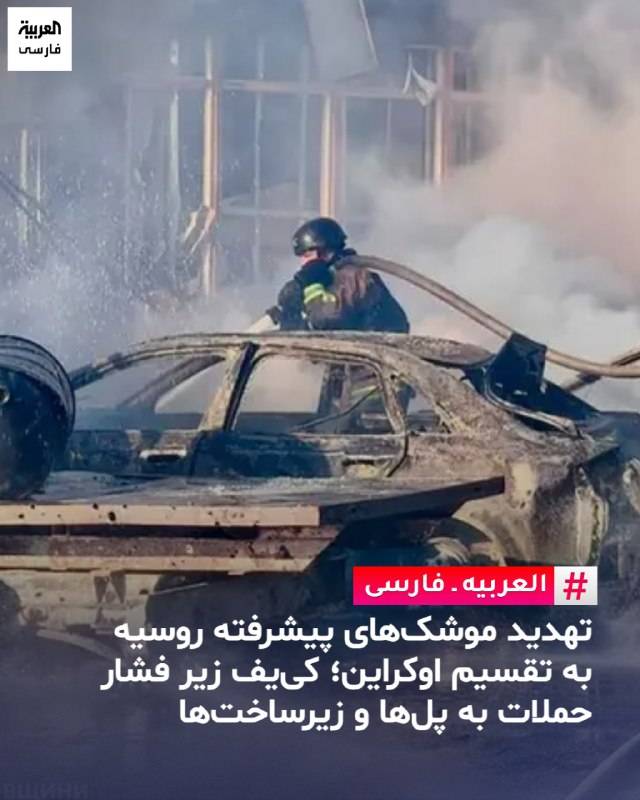 العربية
فارسی
# العربیه ـ فارسی
تهدید موشک‌های پیشرفته روسیه
به تقسیم اوکراین؛ کی‌یف زیر فشار
حملات به پل‌ها و زیرساخت‌ها